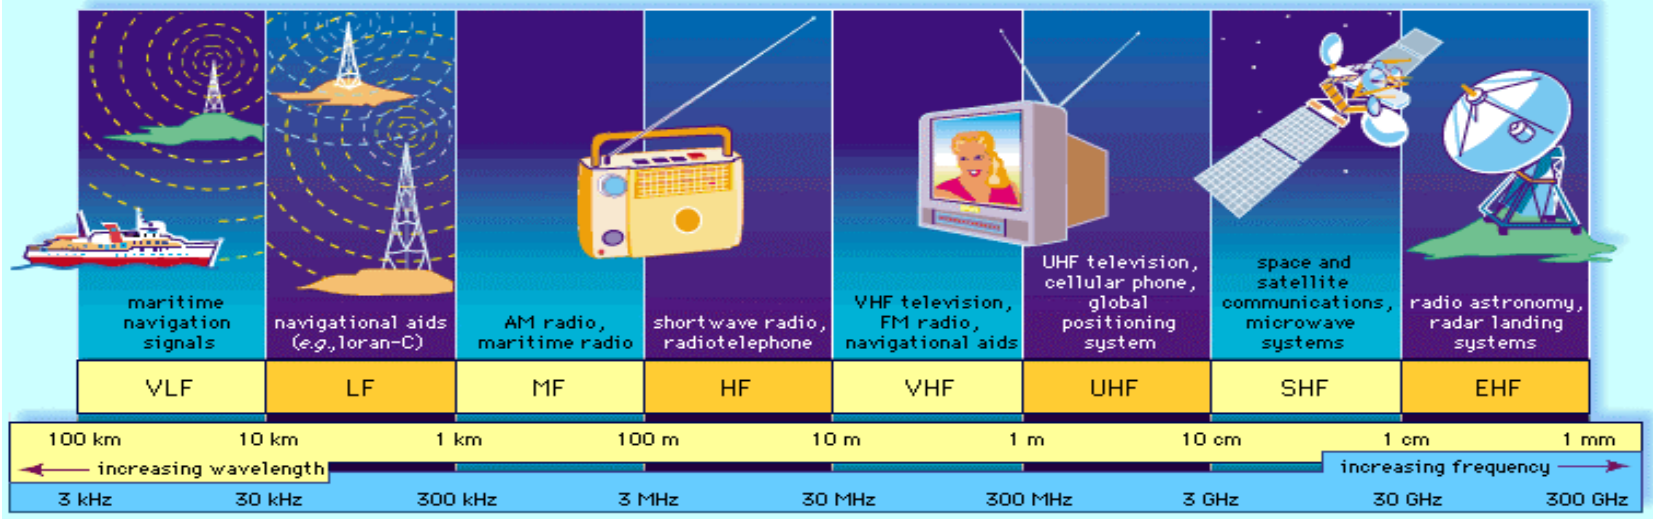 maritime
navigation
signals
navigational aids
(e.g.,loran-C)
AM radio,
maritime radio
shortwave radio,
radiotelephone
VHF television,
FM radio,
navigational aids
UHF television,
cellular phone,
global
positioning
system
space and
satellite
communications,
microwave
systems
radio astronomy,
radar landing
systems
VLF LF MF HF VHF UHF SHF EHF
100 km 10 km 1 km 100 m 10 m 1 m 10 cm 1 cm 1 mm
increasing wavelength increasing frequency
3 kHz 30 kHz 300 kHz 3 MHz 30 MHz 300 MHz 3 GHz 30 GHz 300 GHz